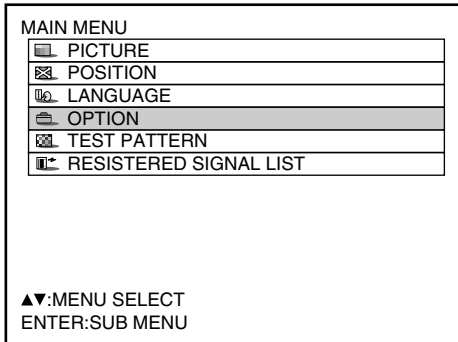 MAIN MENU
PICTURE
POSITION
LANGUAGE
OPTION
TEST PATTERN
RESISTERED SIGNAL LIST
▲▼:MENU SELECT
ENTER:SUB MENU